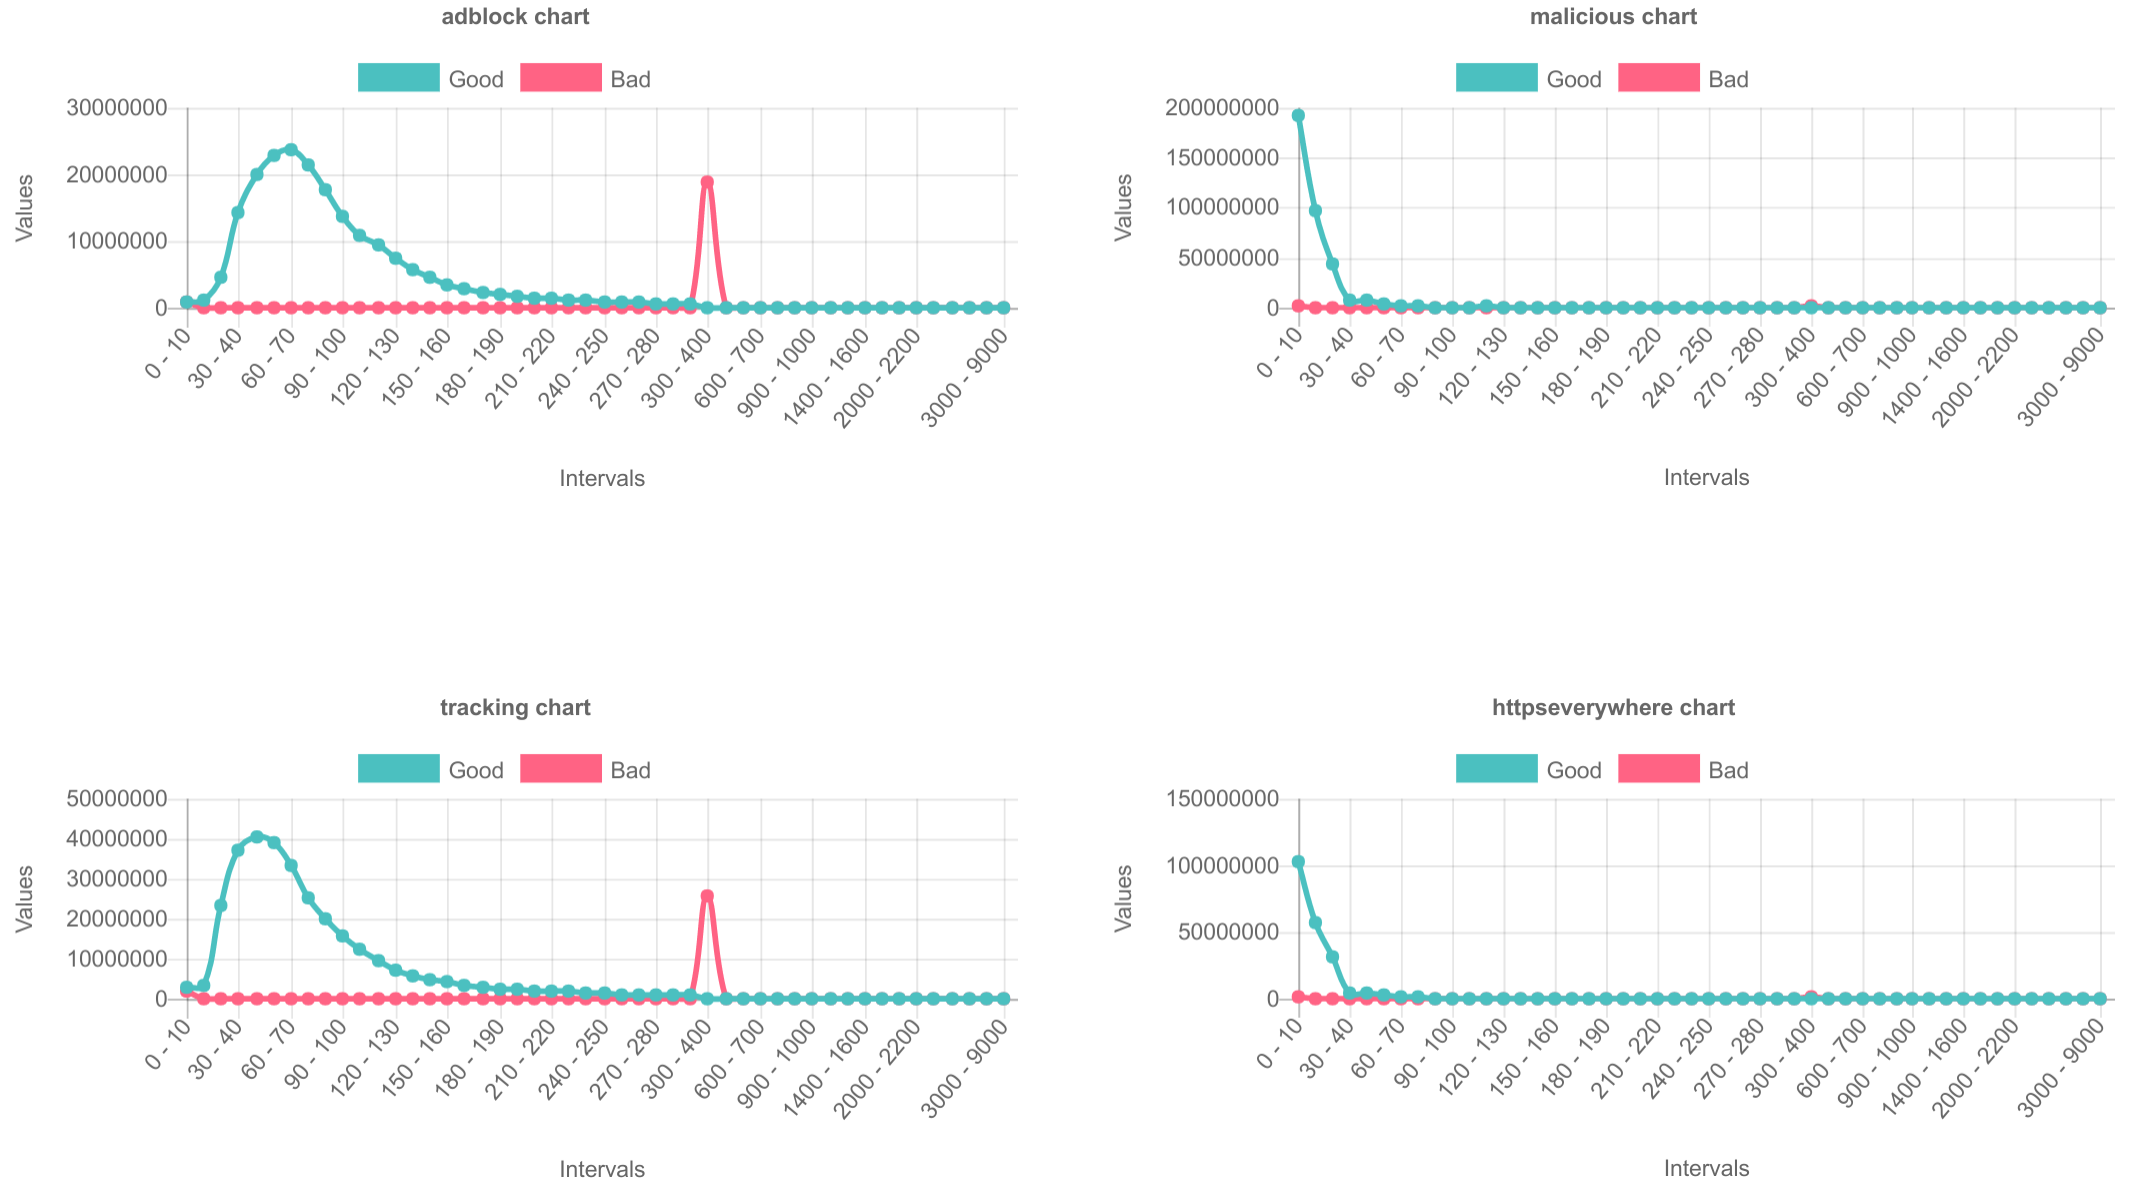 adblock chart
Good Bad
30000000
20000000
10000000
0
Values
0 - 10
30 - 40
60 - 70
90 - 100
120 - 130
150 - 160
180 - 190
210 - 220
240 - 250
270 - 280
300 - 400
600 - 700
900 - 1000
1400 - 1600
2000 - 2200
3000 - 9000
Intervals
malicious chart
Good Bad
200000000
150000000
100000000
50000000
0
Values
0 - 10
30 - 40
60 - 70
90 - 100
120 - 130
150 - 160
180 - 190
210 - 220
240 - 250
270 - 280
300 - 400
600 - 700
900 - 1000
1400 - 1600
2000 - 2200
3000 - 9000
Intervals
tracking chart
Good Bad
50000000
40000000
30000000
20000000
10000000
0
Values
0 - 10
30 - 40
60 - 70
90 - 100
120 - 130
150 - 160
180 - 190
210 - 220
240 - 250
270 - 280
300 - 400
600 - 700
900 - 1000
1400 - 1600
2000 - 2200
3000 - 9000
Intervals
httpseverywhere chart
Good Bad
150000000
100000000
50000000
0
Values
0 - 10
30 - 40
60 - 70
90 - 100
120 - 130
150 - 160
180 - 190
210 - 220
240 - 250
270 - 280
300 - 400
600 - 700
900 - 1000
1400 - 1600
2000 - 2200
3000 - 9000
Intervals